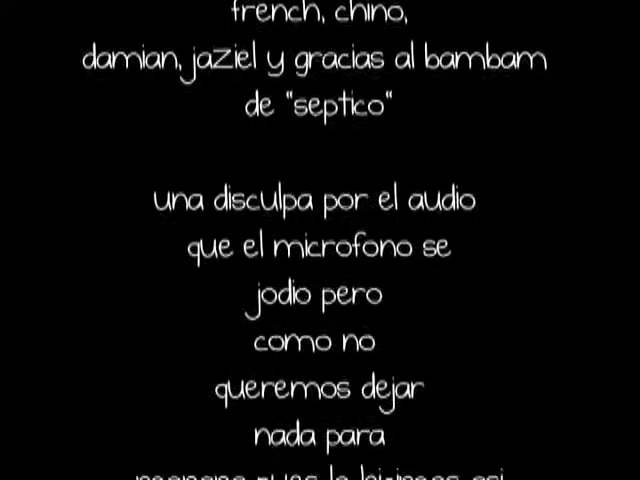 french, chino,
damian, jaziel y gracias al bambam
de "septico"
una disculpa por el audio
que el microfono se
jodio pero
como no
queremos dejar
nada para